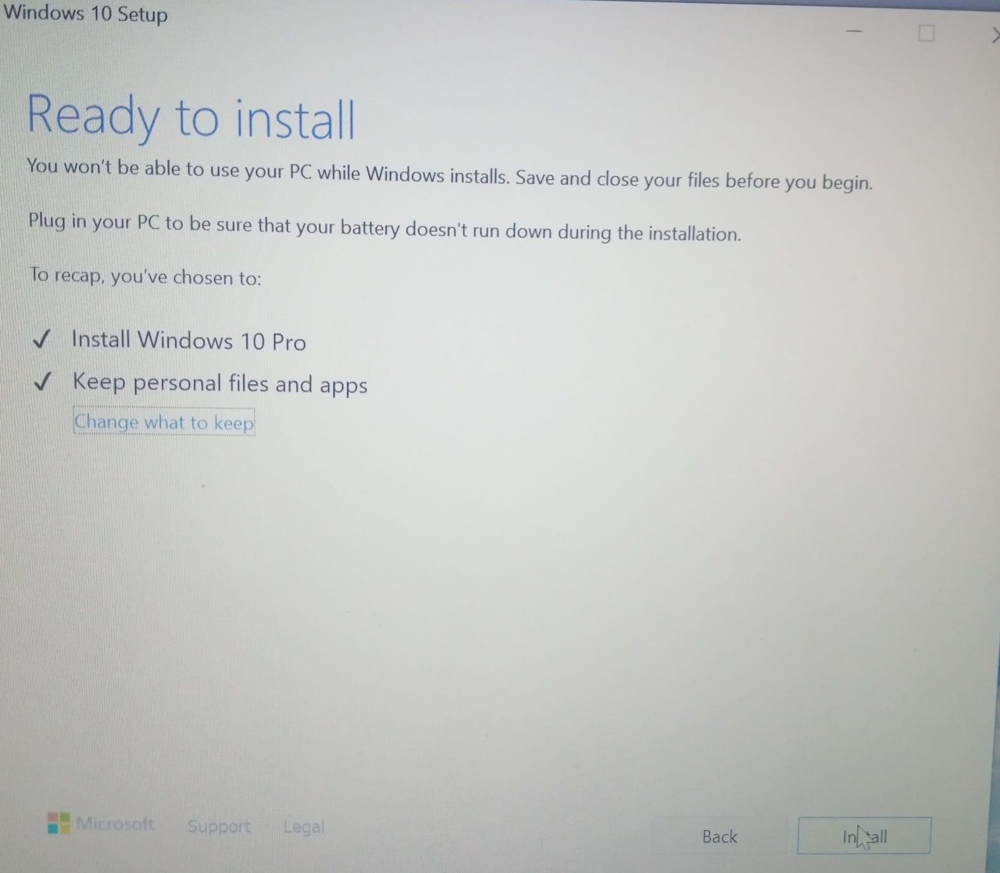 Windows 10 Setup
Ready to install
You won't be able to use your PC while Windows installs. Save and close your files before you begin.
Plug in your PC to be sure that your battery doesn't run down during the installation.
To recap, you've chosen to:
✓ Install Windows 10 Pro
✓ Keep personal files and apps
Change what to keep
Microsoft Support Legal
Back Install